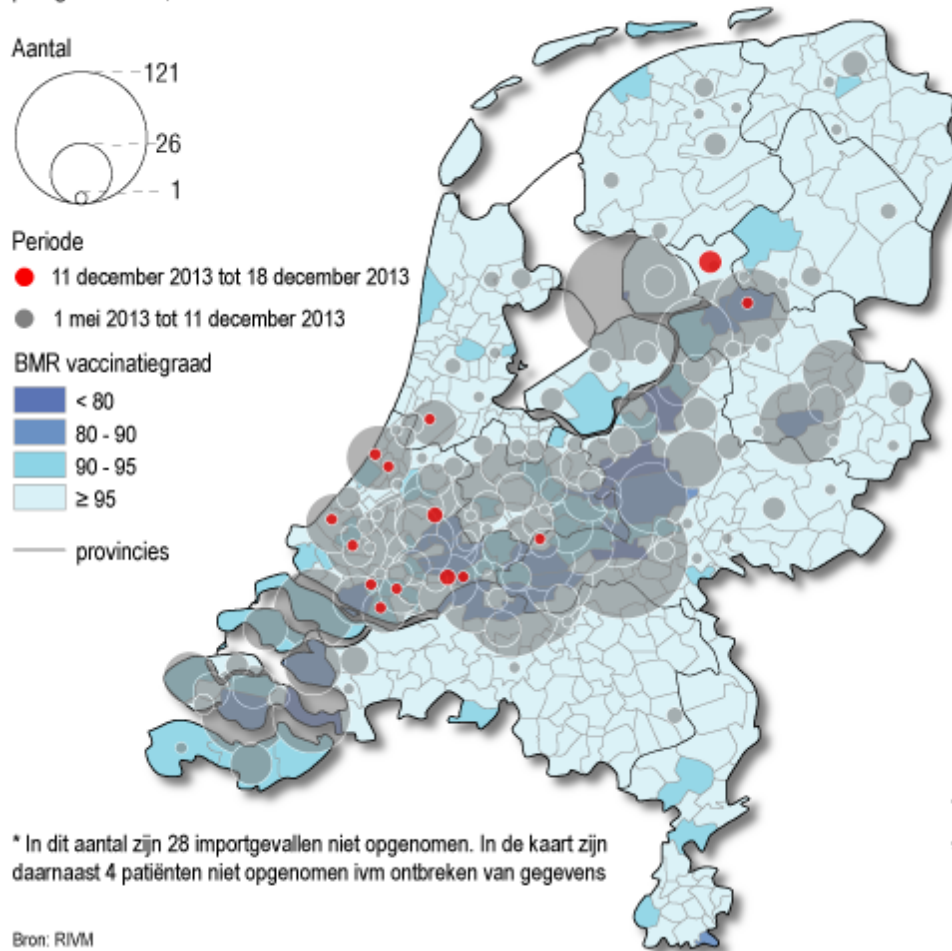 Aantal
121
26
1
Periode
11 december 2013 tot 18 december 2013
1 mei 2013 tot 11 december 2013
BMR vaccinatiegraad
< 80
80 - 90
90 - 95
≥ 95
provincies
* In dit aantal zijn 28 importgevallen niet opgenomen. In de kaart zijn
daarnaast 4 patiënten niet opgenomen ivm ontbreken van gegevens
Bron: RIVM